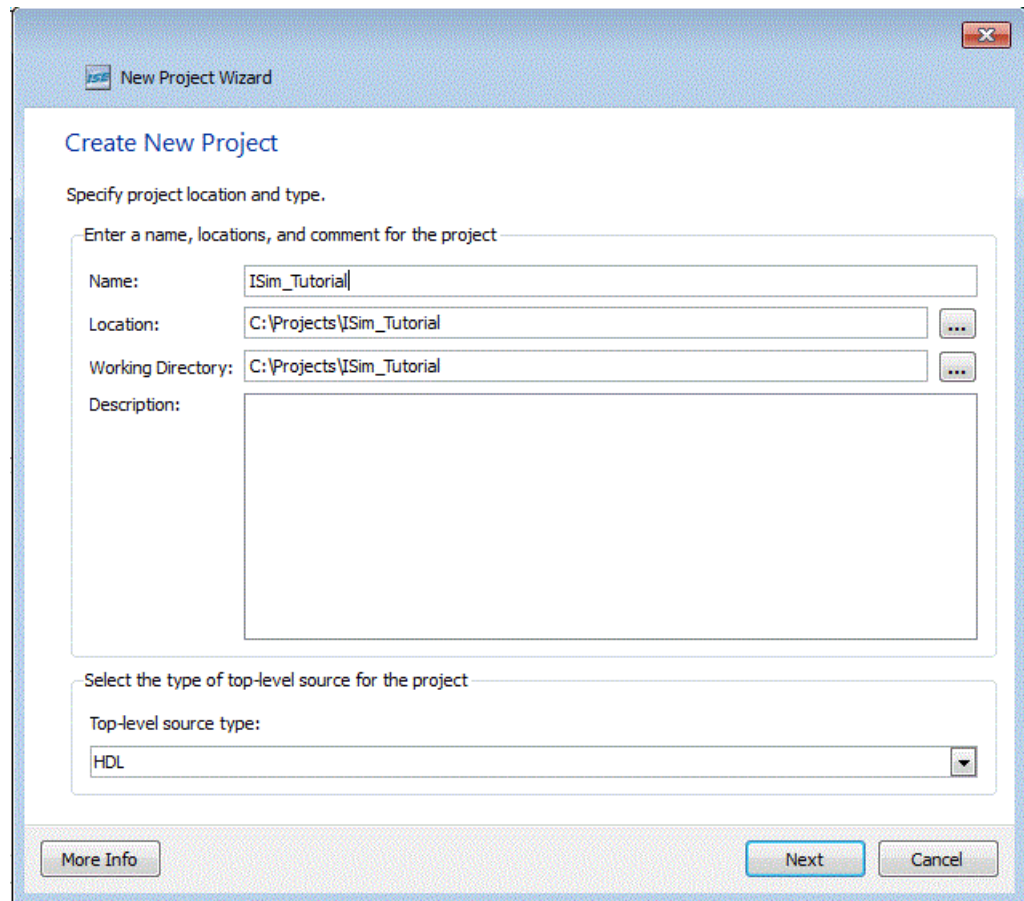 ISE New Project Wizard
Create New Project
Specify project location and type.
Enter a name, locations, and comment for the project
Name: ISim_Tutorial
Location: C:\Projects\ISim_Tutorial ...
Working Directory: C:\Projects\ISim_Tutorial ...
Description:
Select the type of top-level source for the project
Top-level source type:
HDL
More Info Next Cancel